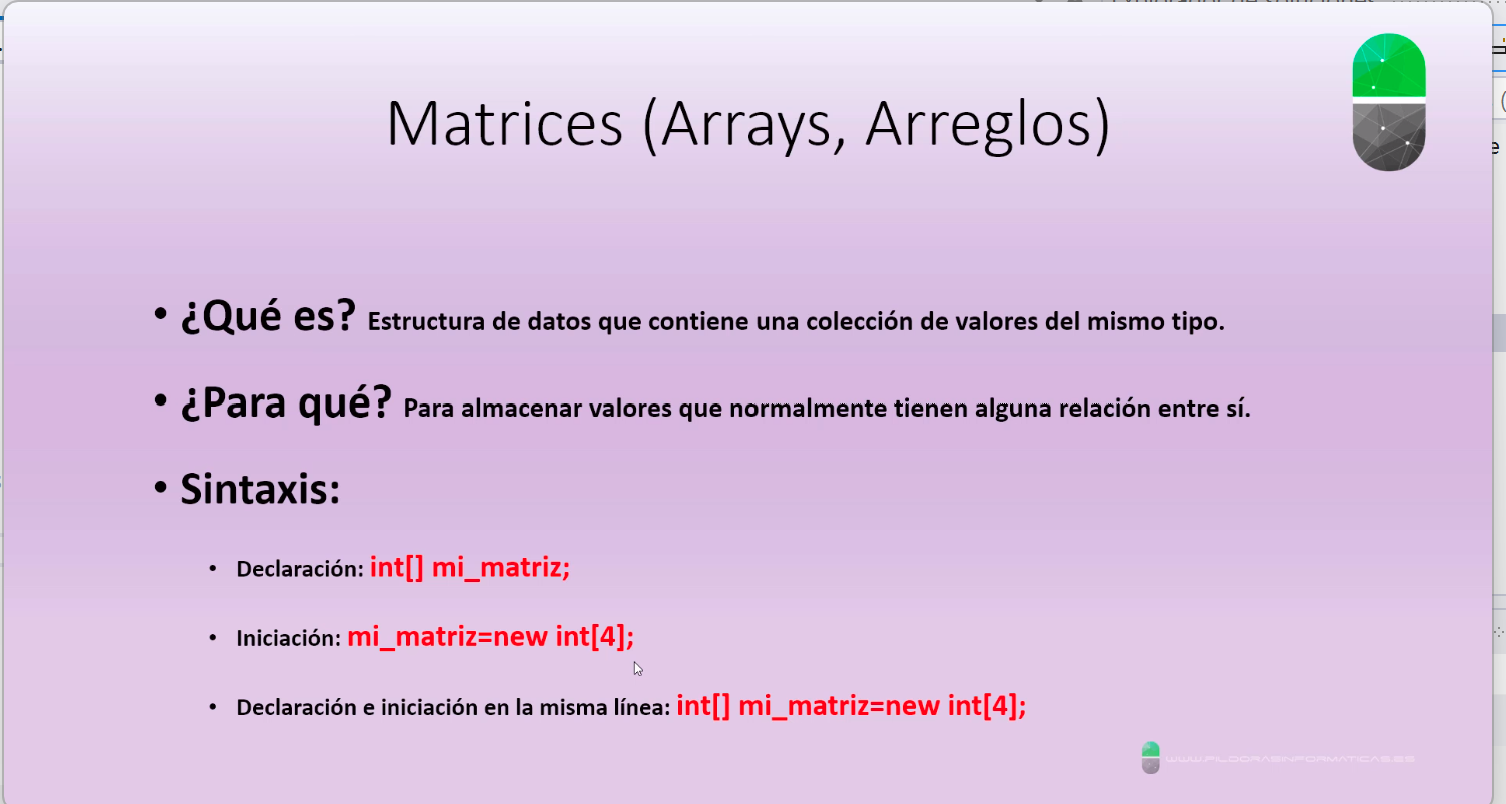 Matrices (Arrays, Arreglos)
• ¿Qué es? Estructura de datos que contiene una colección de valores del mismo tipo.
• ¿Para qué? Para almacenar valores que normalmente tienen alguna relación entre sí.
• Sintaxis:
• Declaración: int[] mi_matriz;
• Iniciación: mi_matriz=new int[4];
• Declaración e iniciación en la misma línea: int[] mi_matriz=new int[4];
WWW.PILDORASINFORMATICAS.ES